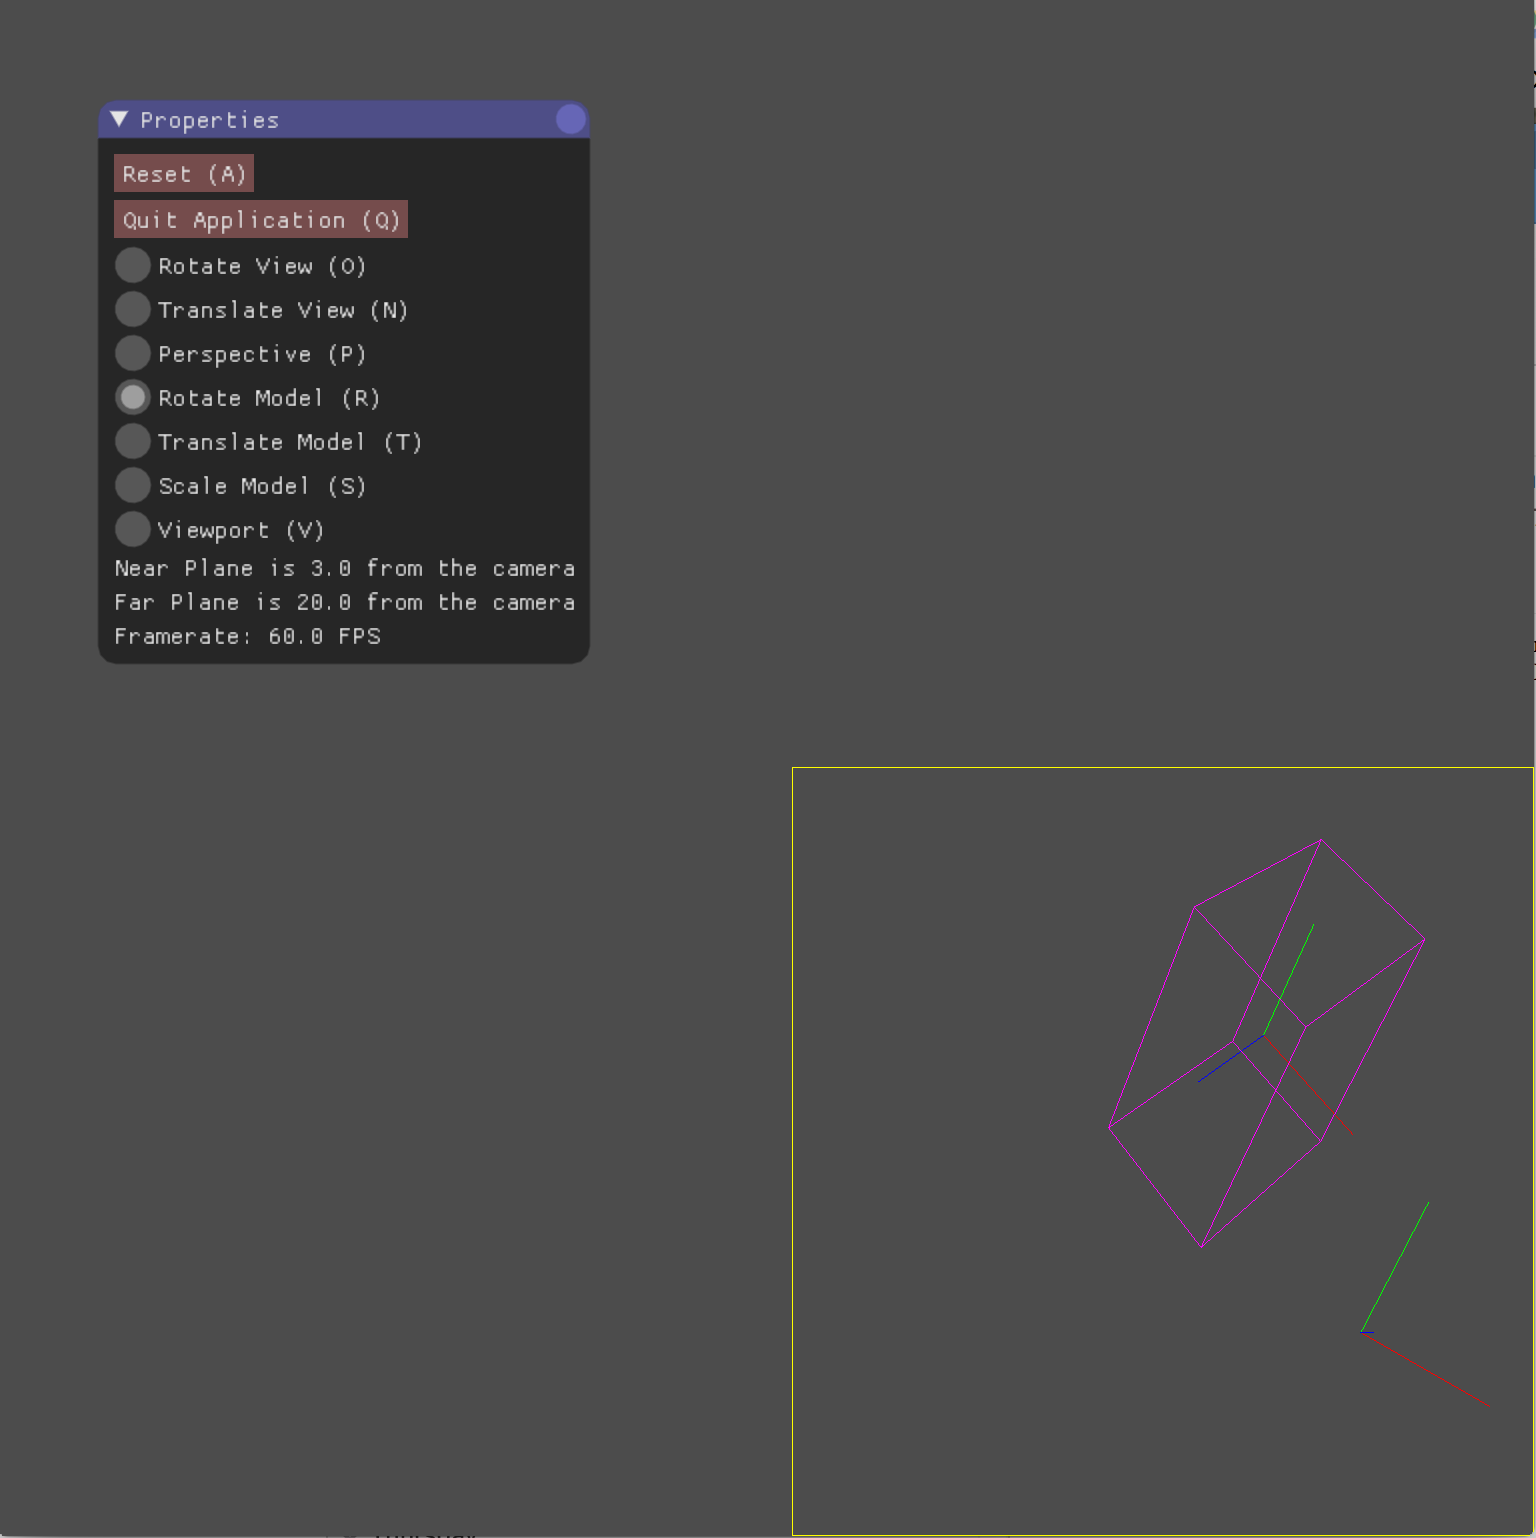 Properties
Reset (A)
Quit Application (Q)
Rotate View (O)
Translate View (N)
Perspective (P)
Rotate Model (R)
Translate Model (T)
Scale Model (S)
Viewport (V)
Near Plane is 3.0 from the camera
Far Plane is 20.0 from the camera
Framerate: 60.0 FPS